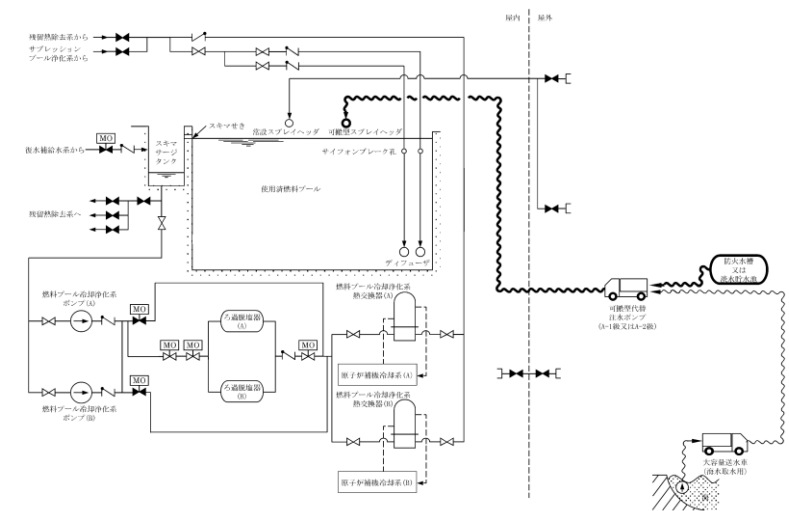 残留熱除去系から
サプレッション
プール浄化系から
屋内
屋外
スキマせき
常設スプレイヘッダ
可搬型スプレイヘッダ
MO
復水補給水系から
スキマ
サージ
タンク
サイフォンブレーク孔
使用済燃料プール
残留熱除去系へ
ディフューザ
防火水槽
又は
淡水貯水池
可搬型代替
注水ポンプ
(A-1級又はA-2級)
燃料プール冷却浄化系
ポンプ(A)
MO
燃料プール冷却浄化系
熱交換器(A)
ろ過脱塩器
(A)
MO
MO
MO
原子炉補機冷却系(A)
MO
ろ過脱塩器
(B)
燃料プール冷却浄化系
熱交換器(B)
燃料プール冷却浄化系
ポンプ(B)
原子炉補機冷却系(B)
大容量送水車
(海水取水用)